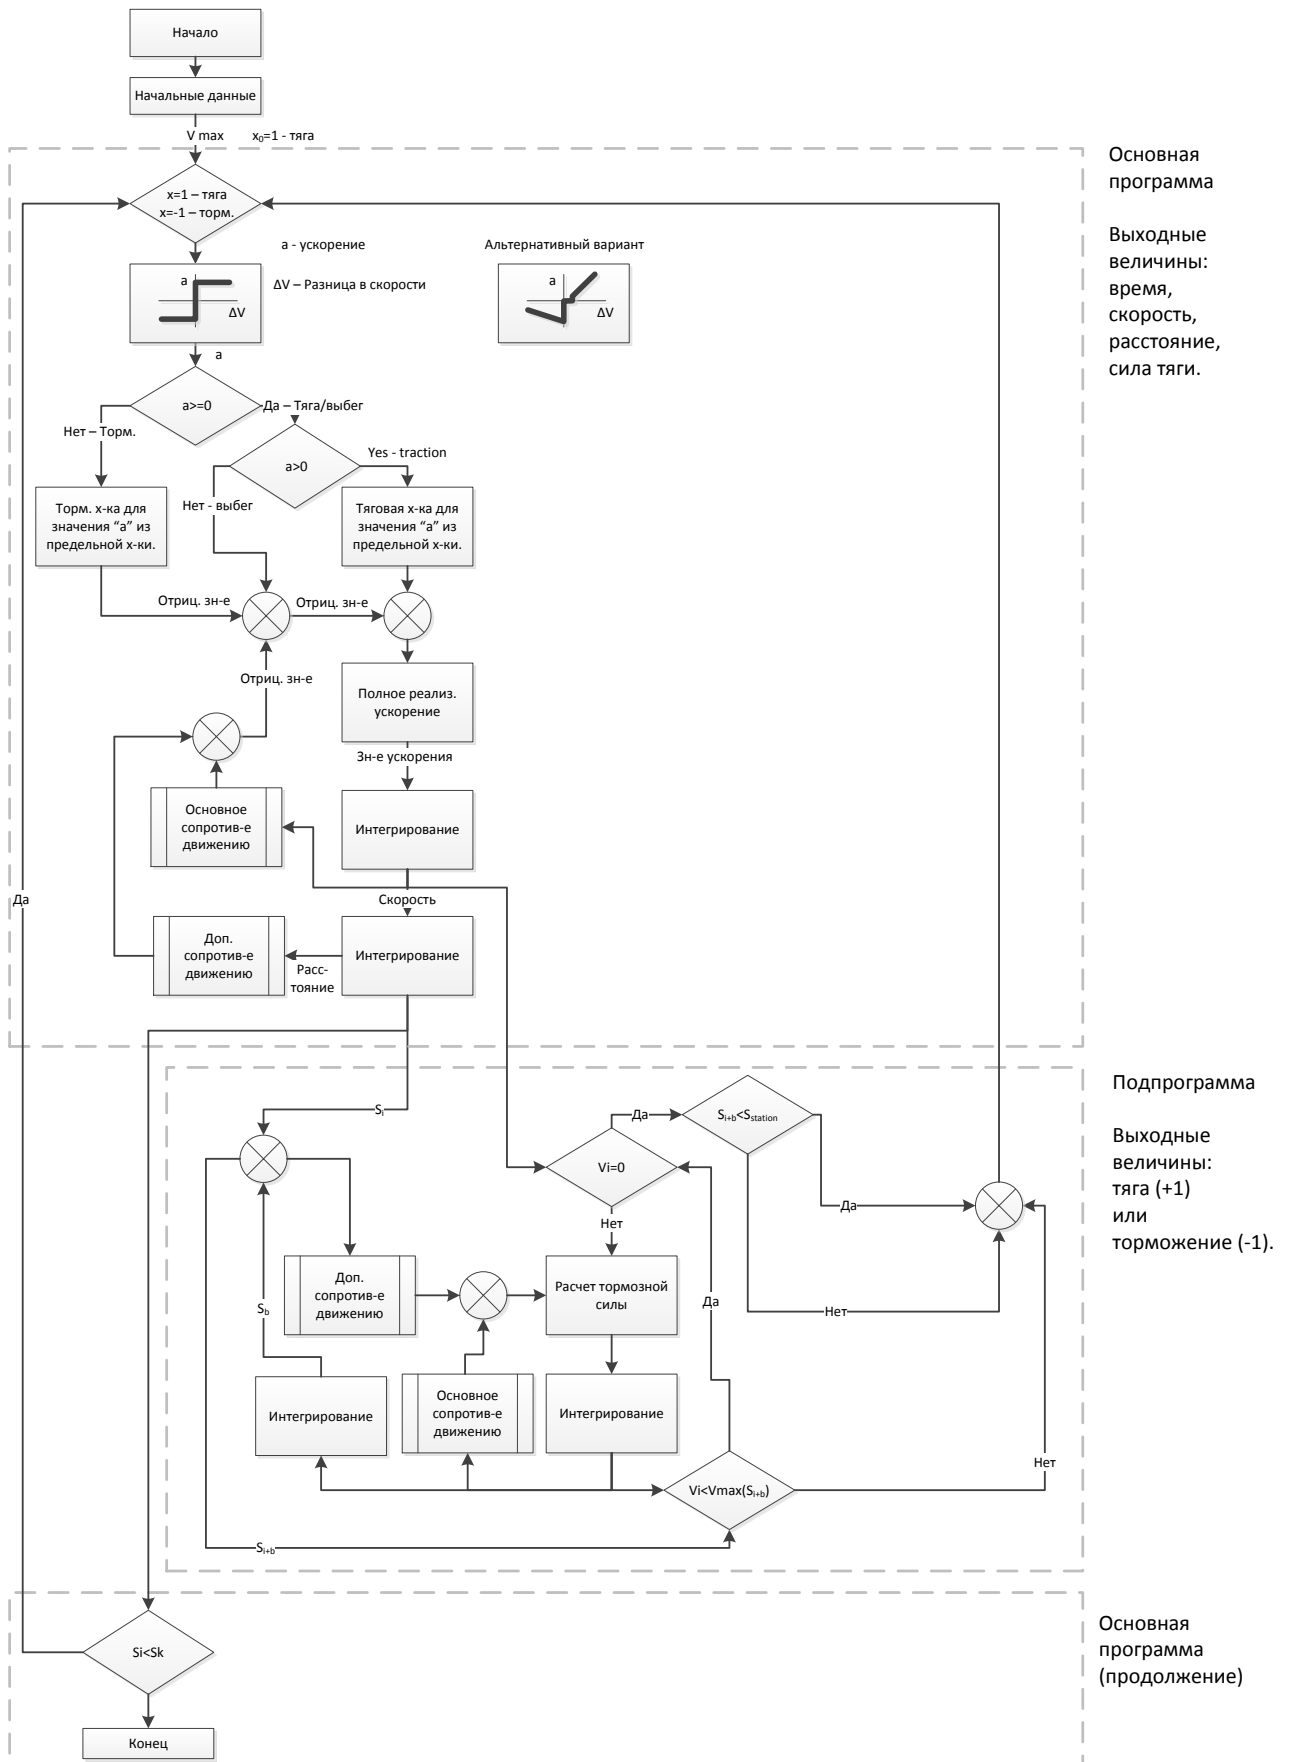 Начало
Начальные данные
V max
x₀=1 - тяга
Основная
программа
x=1 – тяга
x=-1 – торм.
Выходные
величины:
время,
скорость,
расстояние,
сила тяги.
a - ускорение
Альтернативный вариант
ΔV – Разница в скорости
a
ΔV
a
ΔV
a
a>=0
Да – Тяга/выбег
Нет – Торм.
a>0
Yes - traction
Нет - выбег
Торм. х-ка для
значения “a” из
предельной х-ки.
Тяговая х-ка для
значения “a” из
предельной х-ки.
Отриц. зн-е
Отриц. зн-е
Отриц. зн-е
Полное реализ.
ускорение
Зн-е ускорения
Основное
сопротив-е
движению
Интегрирование
Да
Скорость
Доп.
сопротив-е
движению
Расс-
тояние
Интегрирование
Подпрограмма
Выходные
величины:
тяга (+1)
или
торможение (-1).
Sᵢ
Да
Sᵢ₊b<Sstation
Vi=0
Да
Нет
Доп.
сопротив-е
движению
Расчет тормозной
силы
Sb
Да
Нет
Интегрирование
Основное
сопротив-е
движению
Интегрирование
Нет
Vi<Vmax(Sᵢ₊b)
Sᵢ₊b
Основная
программа
(продолжение)
Si<Sk
Конец